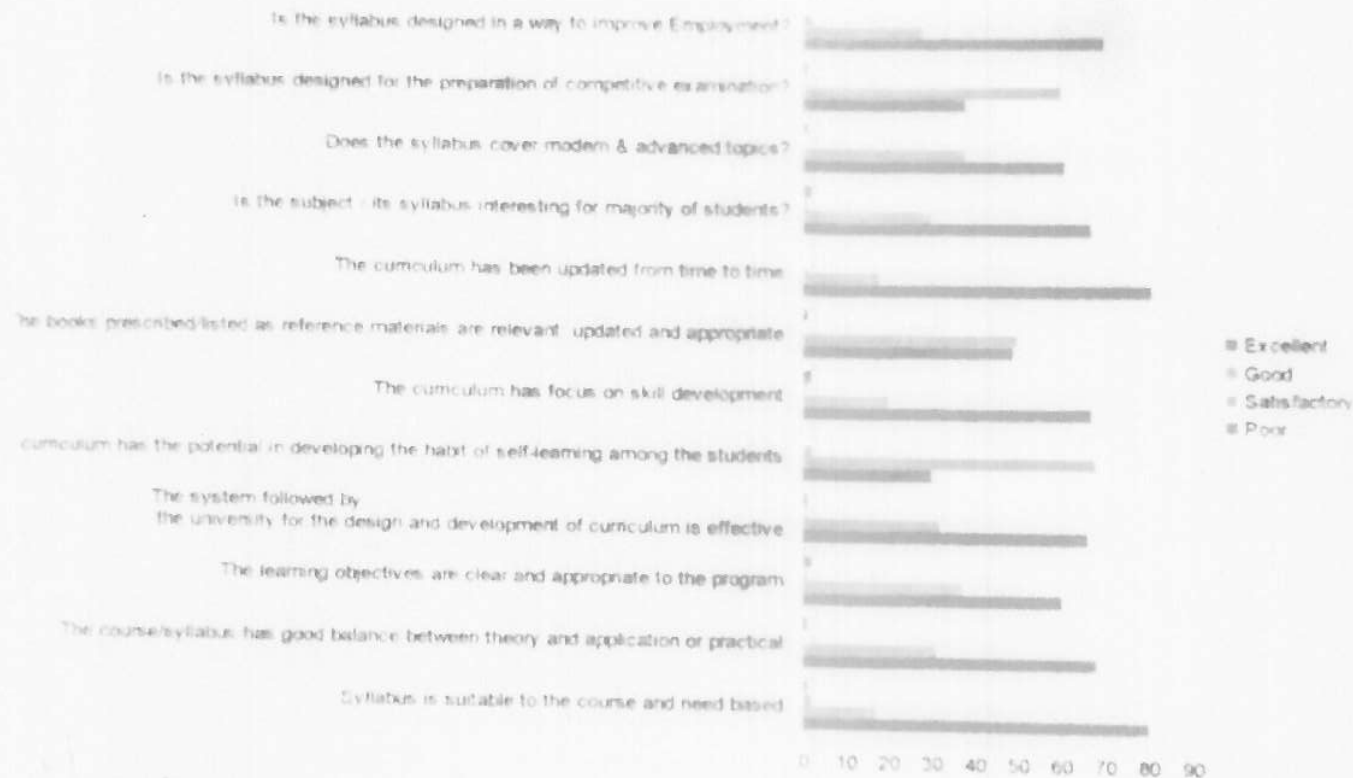 Is the syllabus designed in a way to improve Employment?
Is the syllabus designed for the preparation of competitive examination?
Does the syllabus cover modern & advanced topics?
Is the subject its syllabus interesting for majority of students?
The curriculum has been updated from time to time
he books prescribed/listed as reference materials are relevant updated and appropriate
The curriculum has focus on skill development
curriculum has the potential in developing the habit of self-learning among the students
The system followed by
the university for the design and development of curriculum is effective
The learning objectives are clear and appropriate to the program
The course/syllabus has good balance between theory and application or practical
Syllabus is suitable to the course and need based
Excellent
Good
Satisfactory
Poor
0 10 20 30 40 50 60 70 80 90